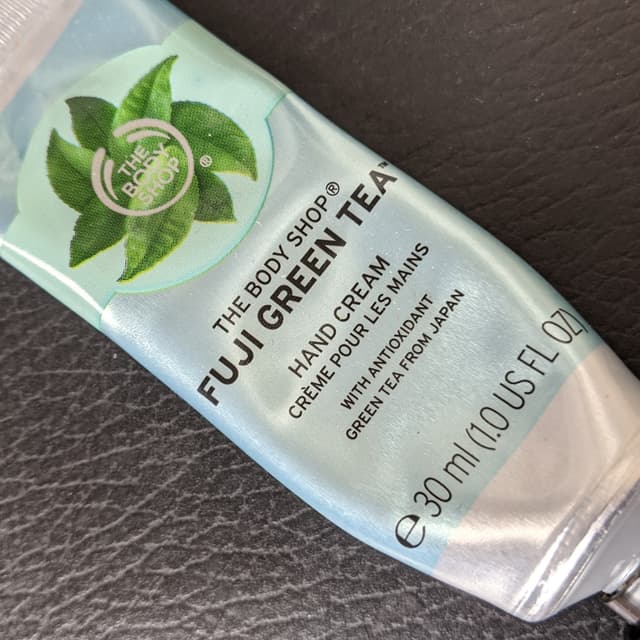 THE
BODY
SHOP
®
THE BODY SHOP®
FUJI GREEN TEA™
HAND CREAM
CRÈME POUR LES MAINS
WITH ANTIOXIDANT
GREEN TEA FROM JAPAN
℮ 30 ml (1.0 US FL OZ)